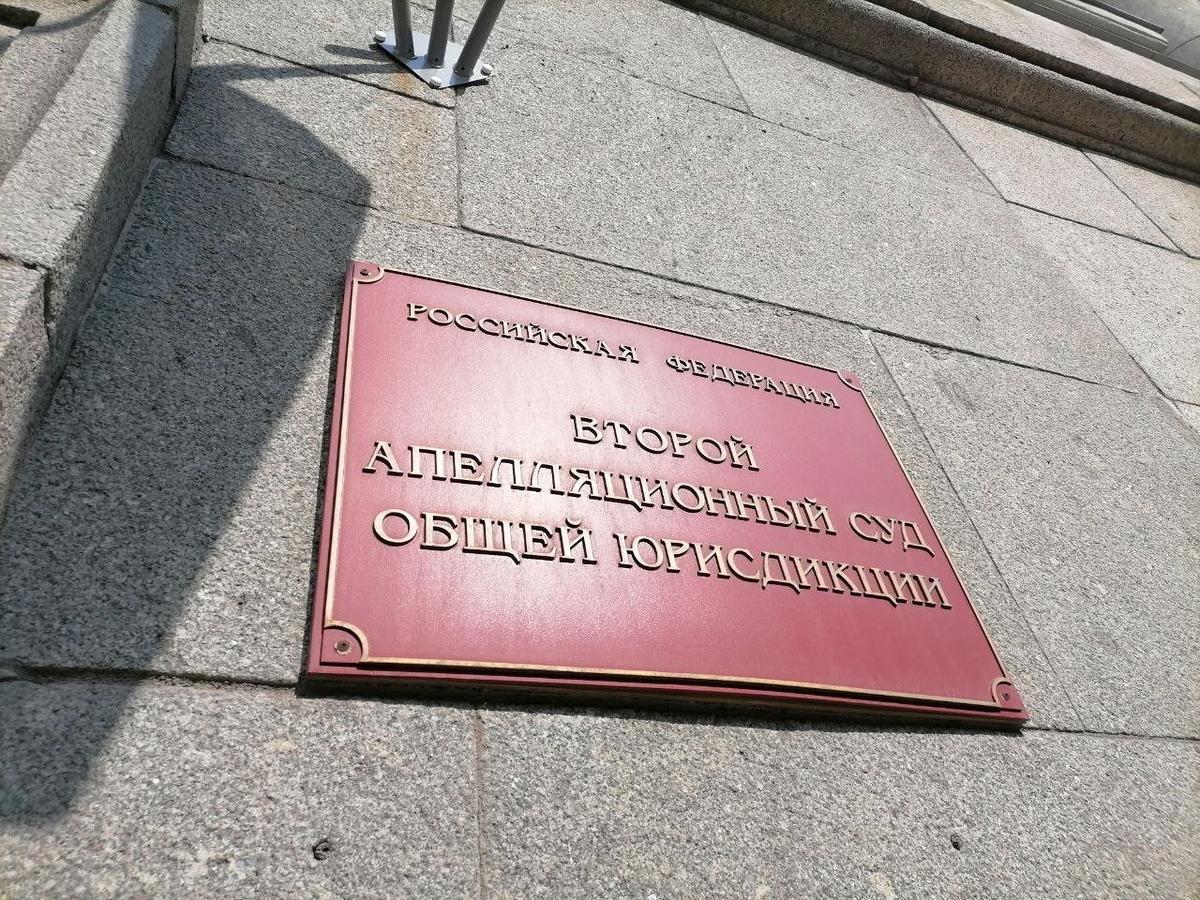 РОССИЙСКАЯ ФЕДЕРАЦИЯ
ВТОРОЙ
АПЕЛЛЯЦИОННЫЙ СУД
ОБЩЕЙ ЮРИСДИКЦИИ